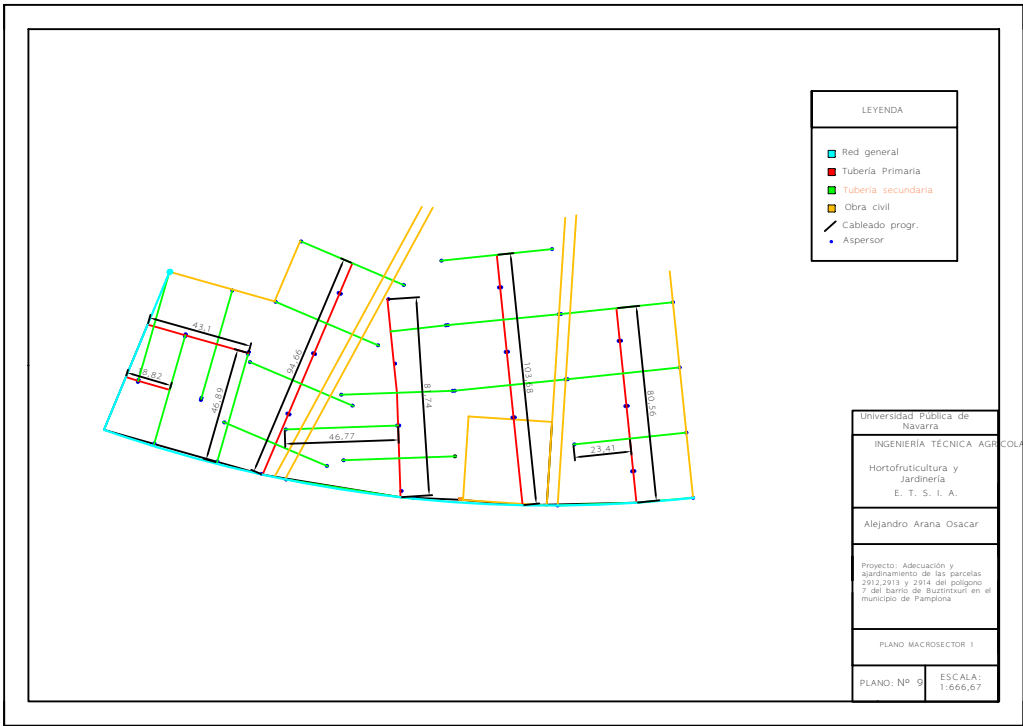 LEYENDA
Red general
Tubería Primaria
Tubería secundaria
Obra civil
Cableado progr.
Aspersor
43,1
18,82
46,89
94,66
46,77
81,74
103,68
23,41
80,56
Universidad Pública de
Navarra
INGENIERÍA TÉCNICA AGRICOLA
Hortofruticultura y
Jardinería
E. T. S. I. A.
Alejandro Arana Osacar
Proyecto: Adecuación y
ajardinamiento de las parcelas
2912,2913 y 2914 del polígono
7 del barrio de Buztintxuri en el
municipio de Pamplona
PLANO MACROSECTOR 1
PLANO: Nº 9
ESCALA:
1:666,67